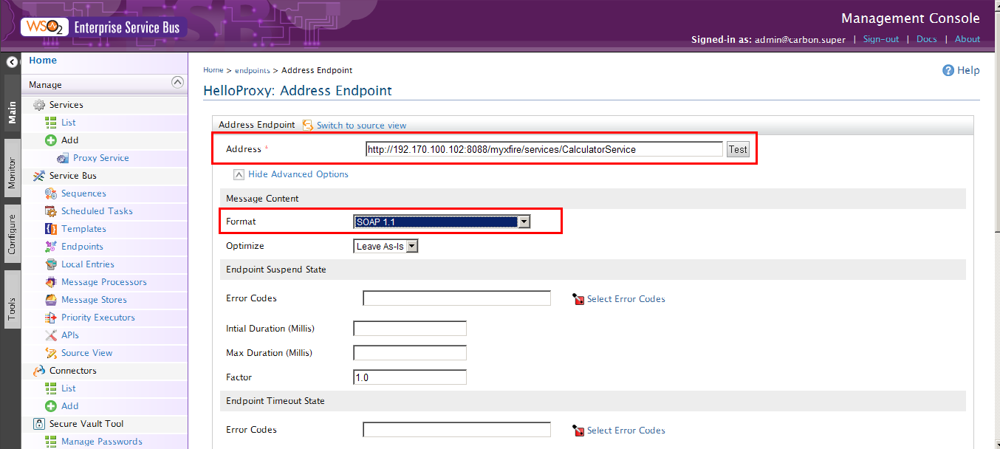 WSO2 Enterprise Service Bus
Management Console
Signed-in as: admin@carbon.super | Sign-out | Docs | About
Main
Monitor
Configure
Tools
Home
Manage
Services
List
Add
Proxy Service
Service Bus
Sequences
Scheduled Tasks
Templates
Endpoints
Local Entries
Message Processors
Message Stores
Priority Executors
APIs
Source View
Connectors
List
Add
Secure Vault Tool
Manage Passwords
Home > endpoints > Address Endpoint
Help
HelloProxy: Address Endpoint
Address Endpoint Switch to source view
Address * http://192.170.100.102:8088/myxfire/services/CalculatorService Test
Hide Advanced Options
Message Content
Format SOAP 1.1
Optimize Leave As-Is
Endpoint Suspend State
Error Codes Select Error Codes
Intial Duration (Millis)
Max Duration (Millis)
Factor 1.0
Endpoint Timeout State
Error Codes Select Error Codes